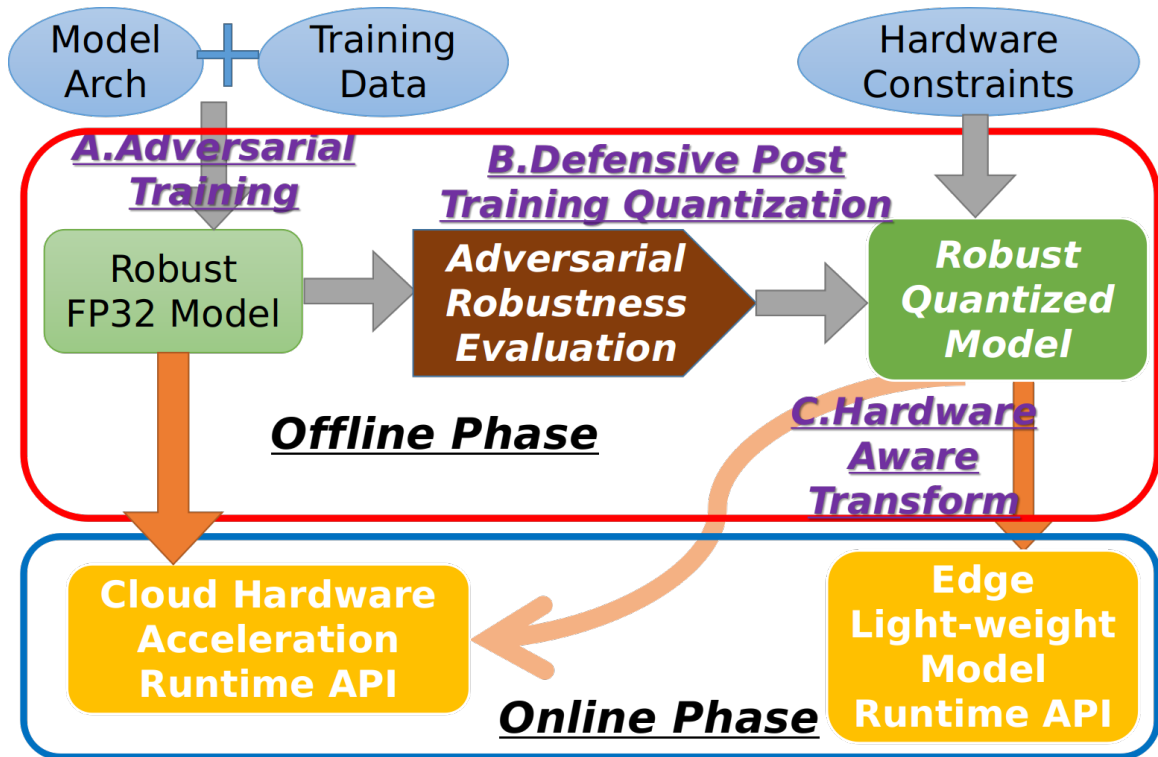 Model
Arch
Training
Data
Hardware
Constraints
A.Adversarial
Training
B.Defensive Post
Training Quantization
Robust
FP32 Model
Adversarial
Robustness
Evaluation
Robust
Quantized
Model
Offline Phase
C.Hardware
Aware
Transform
Cloud Hardware
Acceleration
Runtime API
Edge
Light-weight
Model
Runtime API
Online Phase